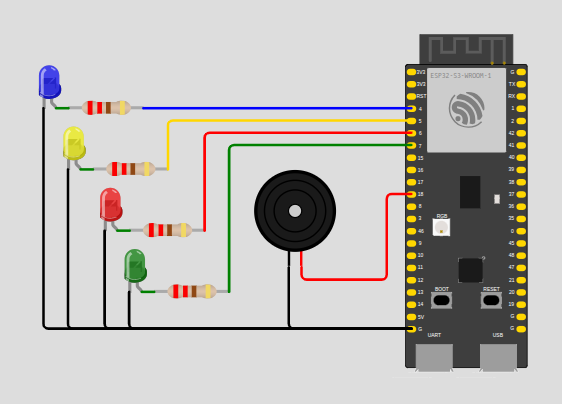 ESP32-S3-WROOM-1
3V3 G
3V3 TX
RST RX
4 1
5 2
6 42
7 41
15 40
16 39
17 38
18 37
8 36
3 35
46 0
9 45
10 48
11 47
12 21
13 20
14 19
5V G
G G
RGB
BOOT RESET
UART USB